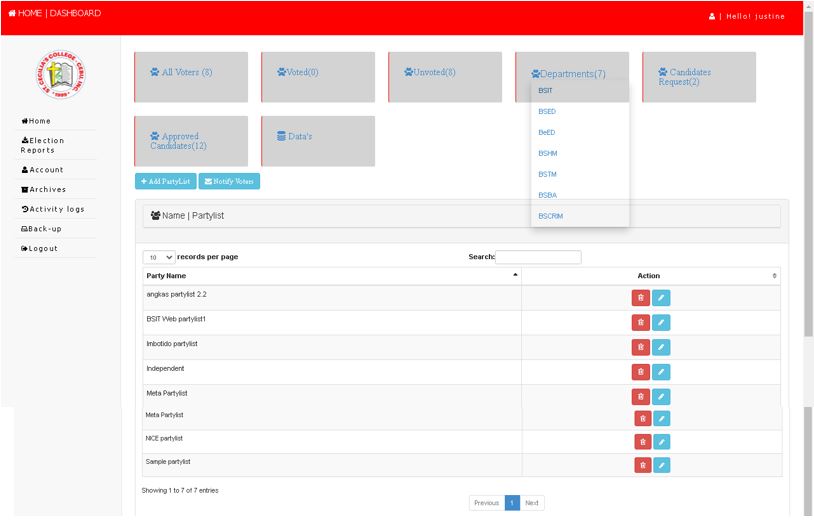 HOME | DASHBOARD
| Hello! justine
ST. CECILIA'S COLLEGE - CEBU, INC.
Home
Election
Reports
Account
Archives
Activity logs
Back-up
Logout
All Voters (8)
Voted(0)
Unvoted(8)
Departments(7)
Candidates
Request(2)
BSIT
BSED
BeED
BSHM
BSTM
BSBA
BSCRIM
Approved
Candidates(12)
Data's
+ Add PartyList
Notify Voters
Name | Partylist
10 records per page
Search:
Party Name Action
angkas partylist 2.2
BSIT Web partylist1
Imbotido partylist
Independent
Meta Partylist
Meta Partylist
NICE partylist
Sample partylist
Showing 1 to 7 of 7 entries
Previous 1 Next